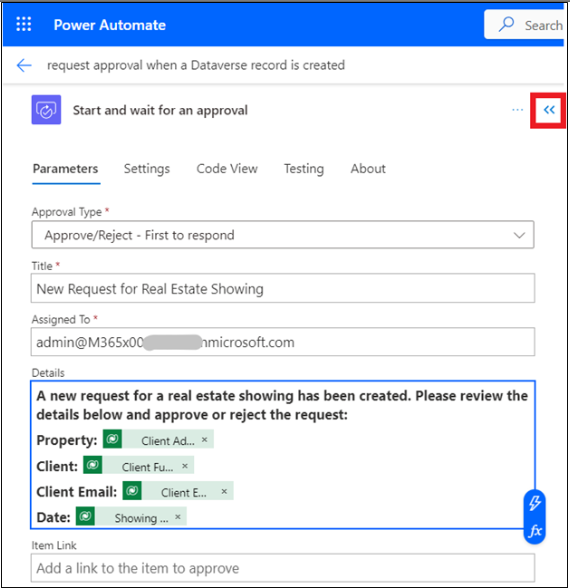 Power Automate
Search
request approval when a Dataverse record is created
Start and wait for an approval
Parameters Settings Code View Testing About
Approval Type *
Approve/Reject - First to respond
Title *
New Request for Real Estate Showing
Assigned To *
admin@M365x00 nmicrosoft.com
Details
A new request for a real estate showing has been created. Please review the
details below and approve or reject the request:
Property: Client Ad... ×
Client: Client Fu... ×
Client Email: Client E... ×
Date: Showing ... ×
fx
Item Link
Add a link to the item to approve